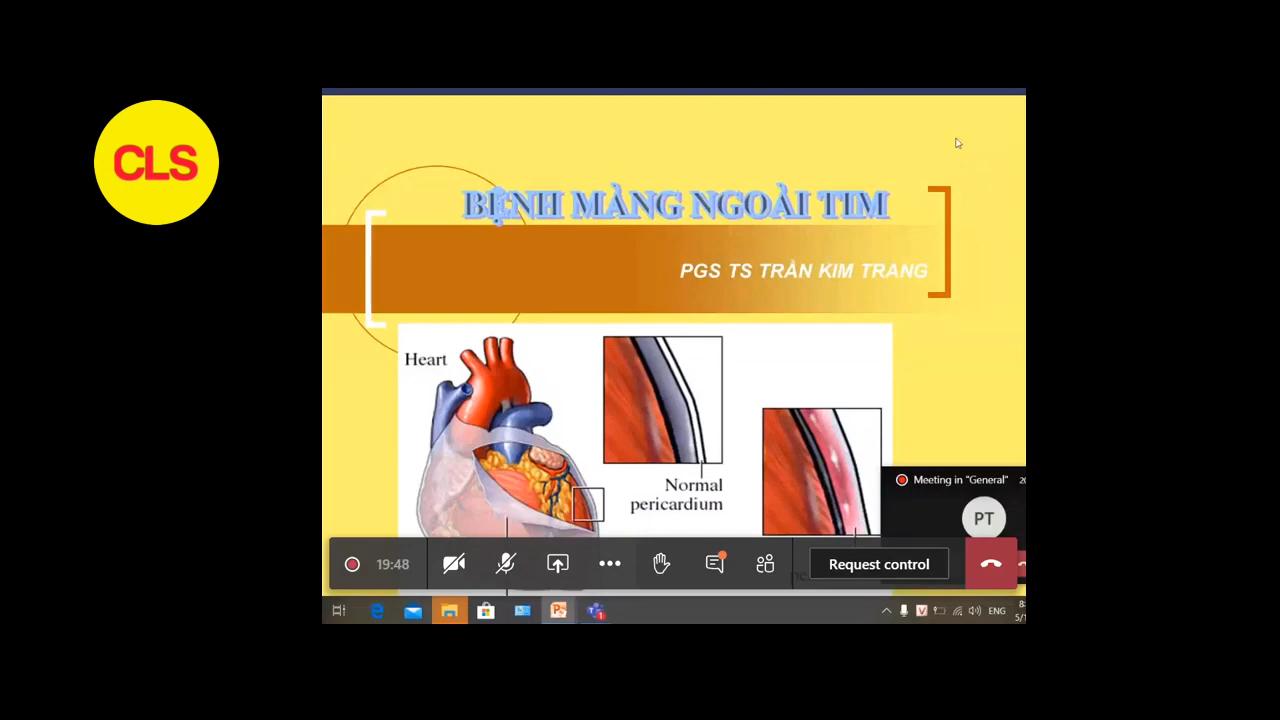 CLS
BỆNH MÀNG NGOÀI TIM
PGS TS TRẦN KIM TRANG
Heart
Normal
pericardium
Meeting in "General"
PT
19:48
Request control
ENG